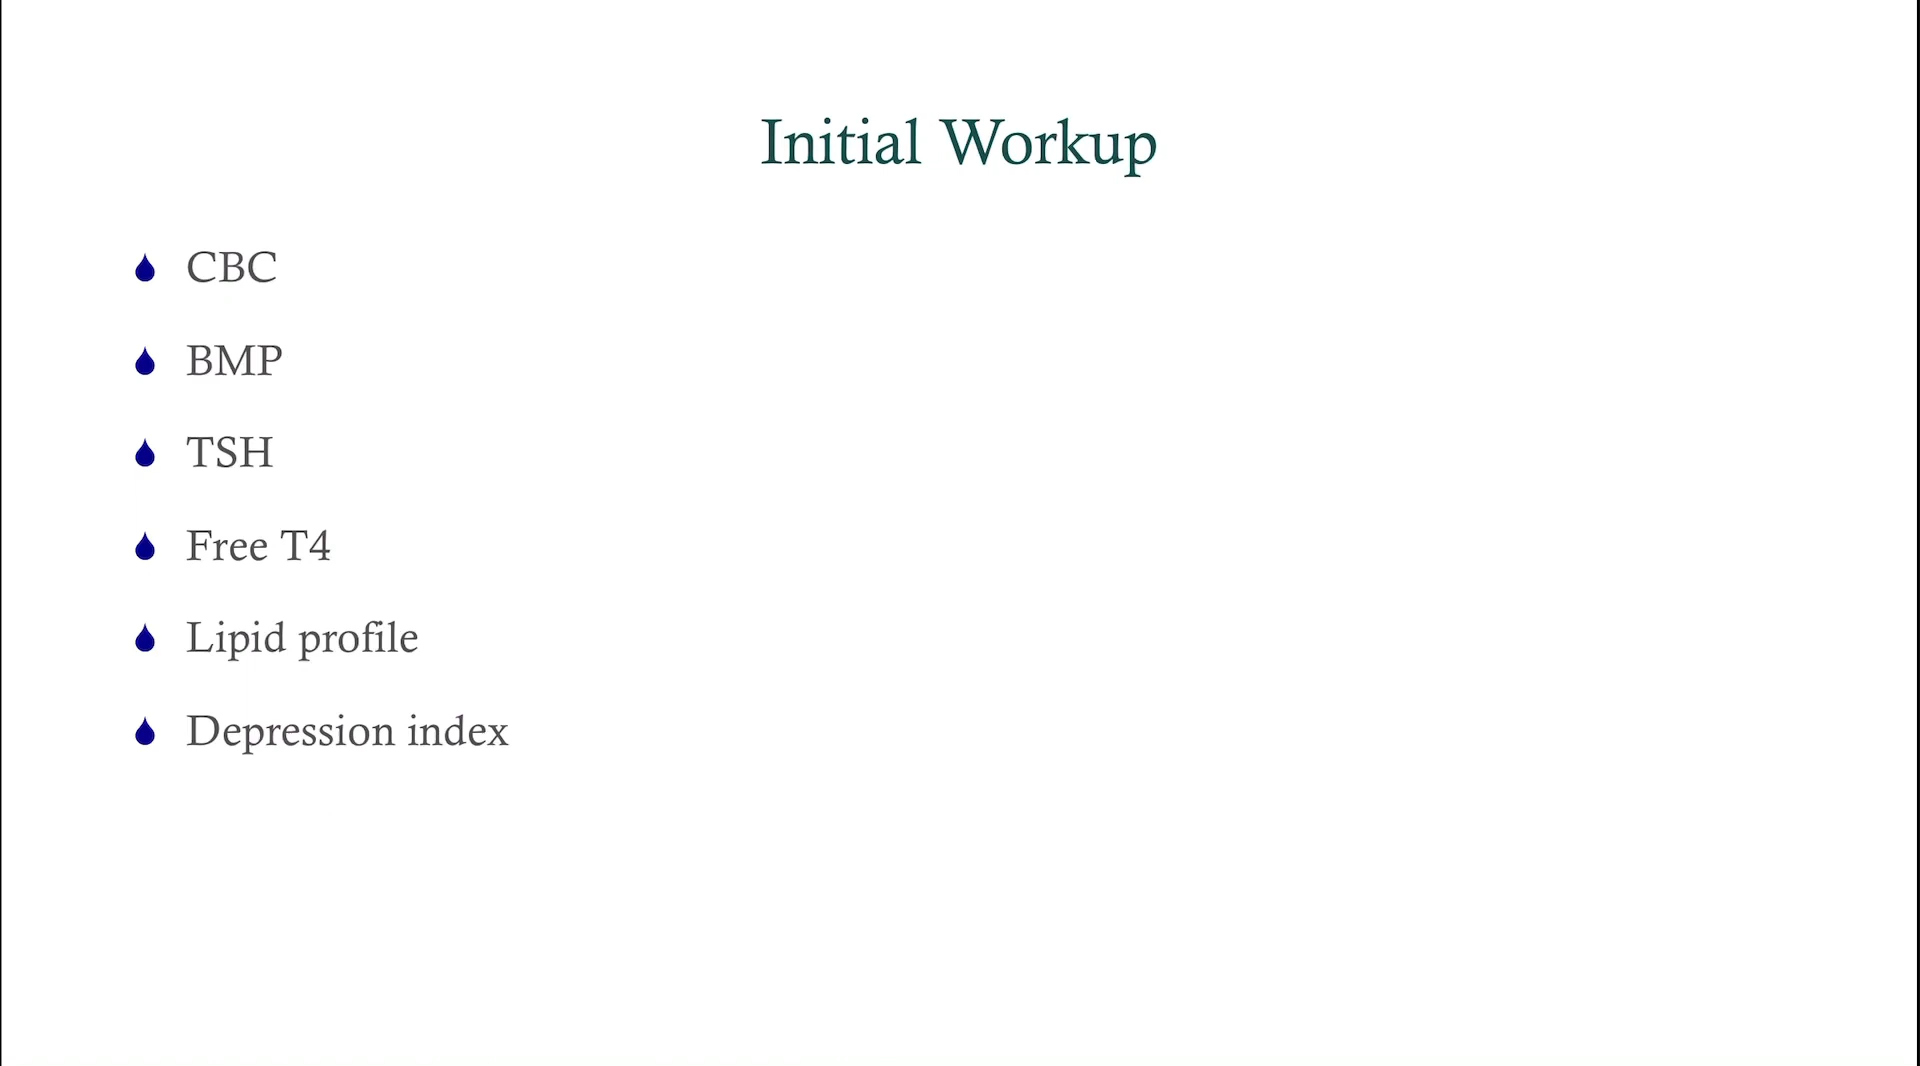 Initial Workup
CBC
BMP
TSH
Free T4
Lipid profile
Depression index